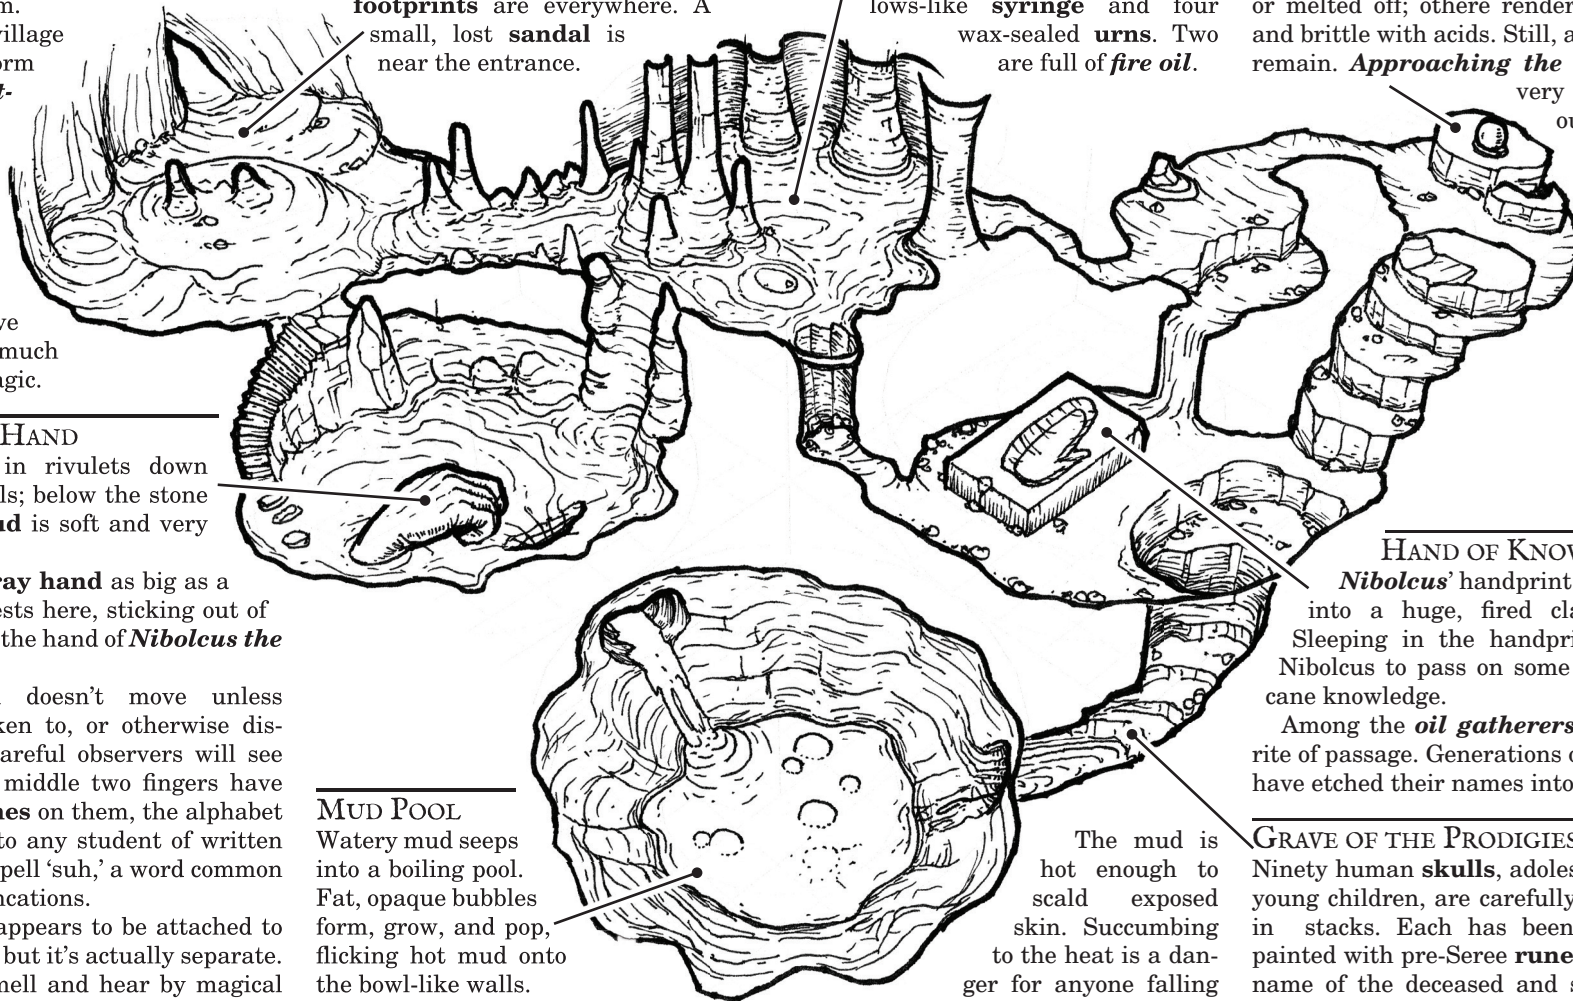 m.
village
orm
t-
footprints are everywhere. A
small, lost sandal is
near the entrance.
lows-like syringe and four
wax-sealed urns. Two
are full of fire oil.
or melted off; othere render
and brittle with acids. Still, a
remain. Approaching the
very
ou
ve
much
agic.
HAND
in rivulets down
ls; below the stone
ud is soft and very
ray hand as big as a
ests here, sticking out of
the hand of Nibolcus the
doesn't move unless
ken to, or otherwise dis-
areful observers will see
middle two fingers have
nes on them, the alphabet
to any student of written
pell 'suh,' a word common
ncations.
appears to be attached to
but it's actually separate.
mell and hear by magical
MUD POOL
Watery mud seeps
into a boiling pool.
Fat, opaque bubbles
form, grow, and pop,
flicking hot mud onto
the bowl-like walls.
The mud is
hot enough to
scald exposed
skin. Succumbing
to the heat is a dan-
ger for anyone falling
HAND OF KNOW
Nibolcus' handprint
into a huge, fired cla
Sleeping in the handpri
Nibolcus to pass on some
cane knowledge.
Among the oil gatherers
rite of passage. Generations o
have etched their names into
GRAVE OF THE PRODIGIES
Ninety human skulls, adoles
young children, are carefully
in stacks. Each has been
painted with pre-Seree rune
name of the deceased and s